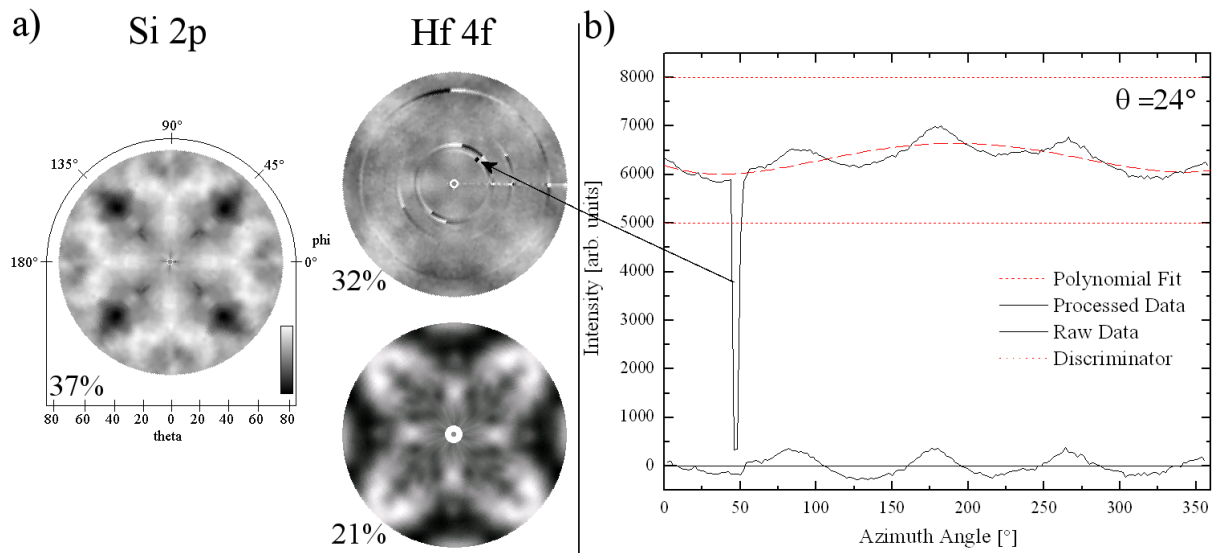 a)
Si 2p
Hf 4f
90°
135°
45°
phi
180°
0°
37%
80 60 40 20 0 20 40 60 80
theta
32%
21%
b)
θ =24°
8000
7000
6000
5000
4000
3000
2000
1000
0
Intensity [arb. units]
Polynomial Fit
Processed Data
Raw Data
Discriminator
0 50 100 150 200 250 300 350
Azimuth Angle [°]